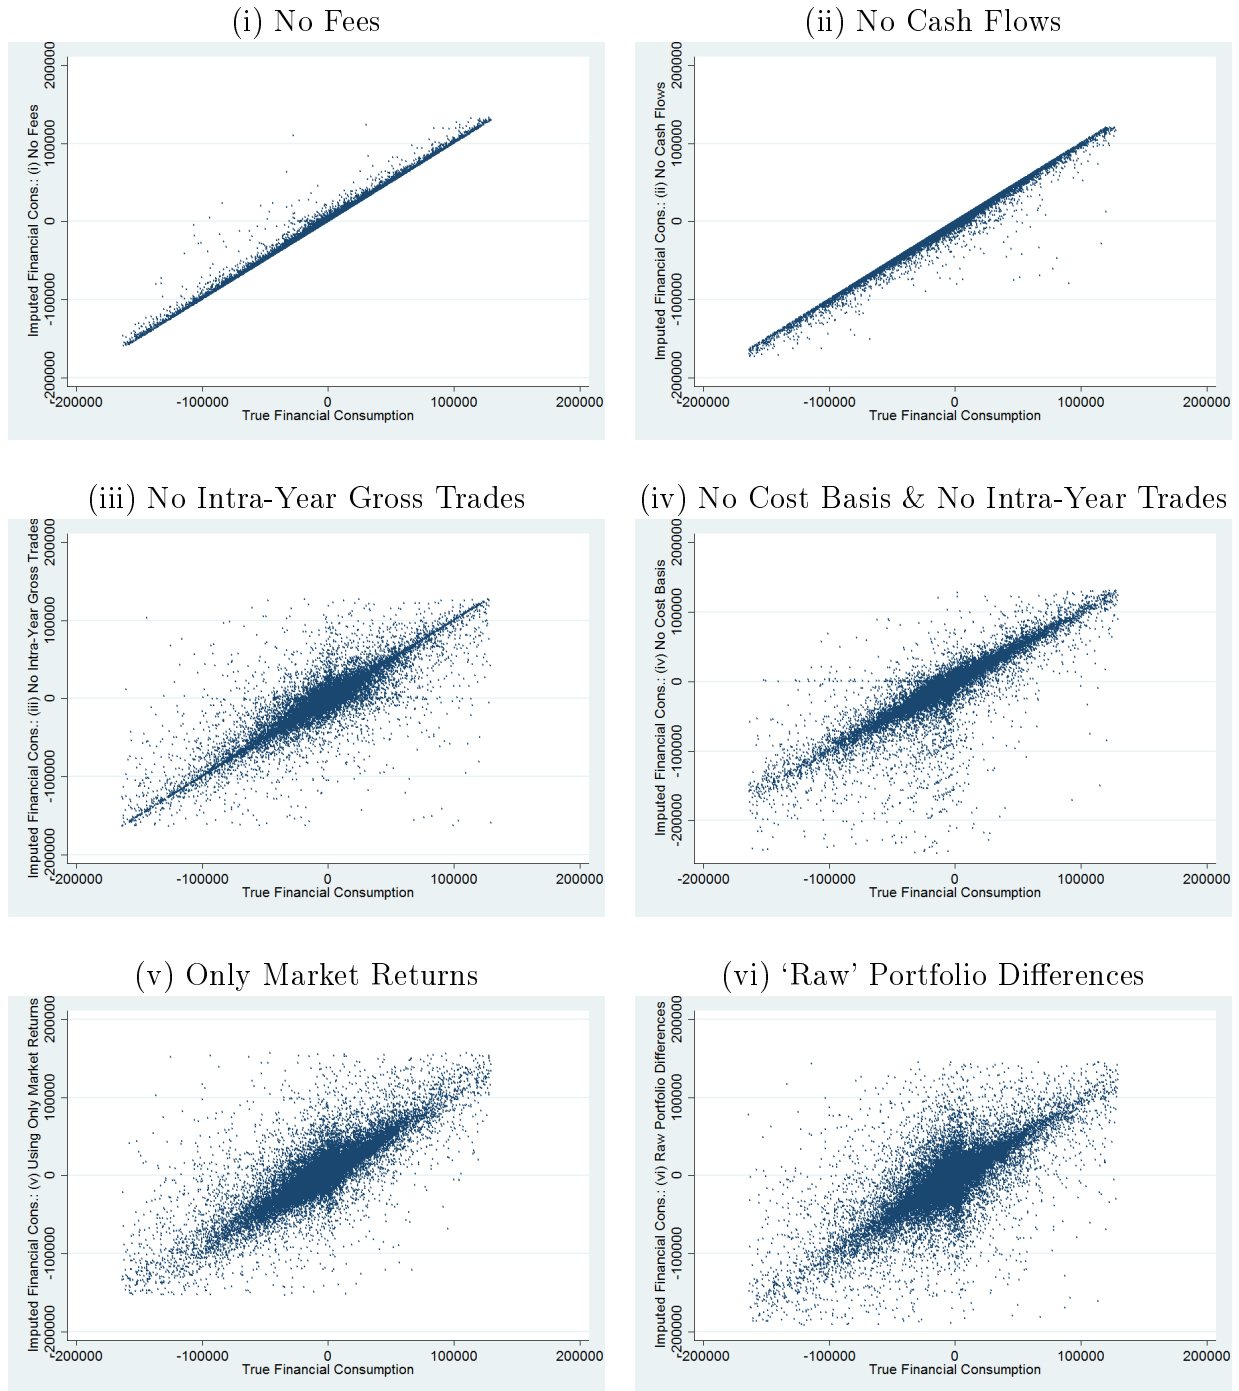 (i) No Fees
Imputed Financial Cons.: (i) No Fees
200000
100000
0
-100000
-200000
-200000 -100000 0 100000 200000
True Financial Consumption
(ii) No Cash Flows
Imputed Financial Cons.: (ii) No Cash Flows
200000
100000
0
-100000
-200000
-200000 -100000 0 100000 200000
True Financial Consumption
(iii) No Intra-Year Gross Trades
Imputed Financial Cons.: (iii) No Intra-Year Gross Trades
200000
100000
0
-100000
-200000
-200000 -100000 0 100000 200000
True Financial Consumption
(iv) No Cost Basis & No Intra-Year Trades
Imputed Financial Cons.: (iv) No Cost Basis
200000
100000
0
-100000
-200000
-200000 -100000 0 100000 200000
True Financial Consumption
(v) Only Market Returns
Imputed Financial Cons.: (v) Using Only Market Returns
200000
100000
0
-100000
-200000
-200000 -100000 0 100000 200000
True Financial Consumption
(vi) ‘Raw’ Portfolio Differences
Imputed Financial Cons.: (vi) Raw Portfolio Differences
200000
100000
0
-100000
-200000
-200000 -100000 0 100000 200000
True Financial Consumption